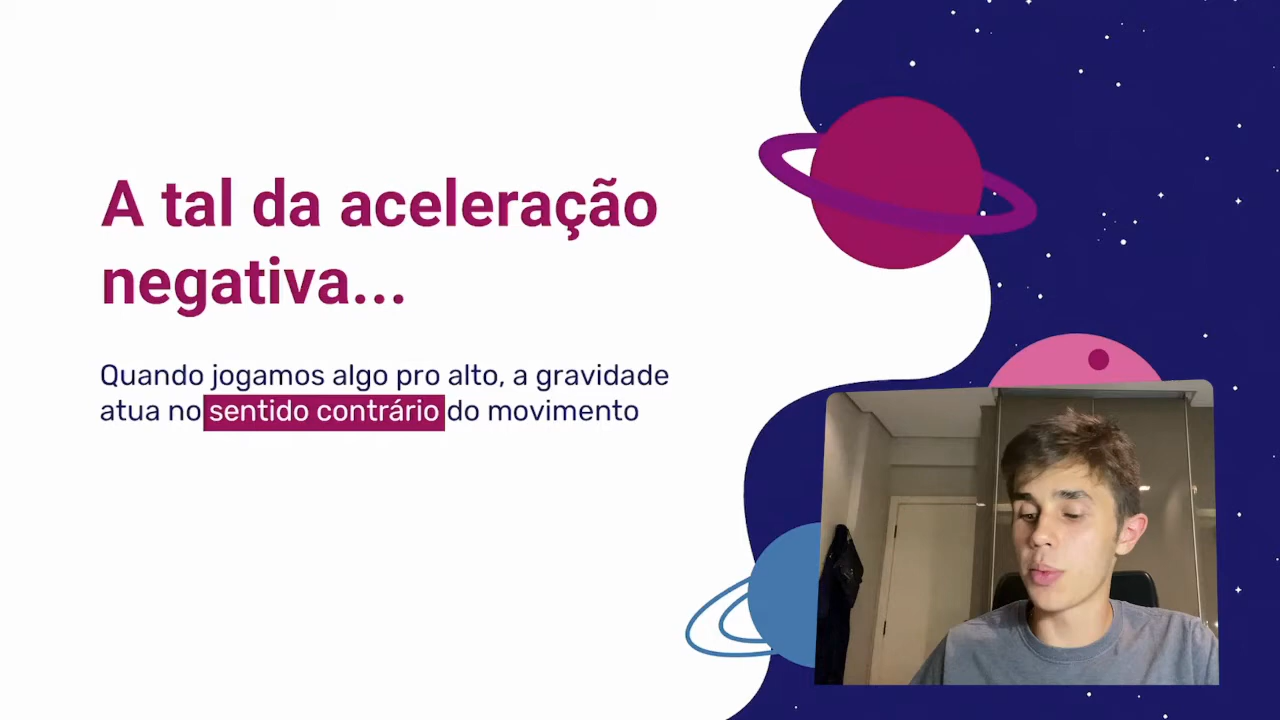 A tal da aceleração
negativa...
Quando jogamos algo pro alto, a gravidade
atua no sentido contrário do movimento